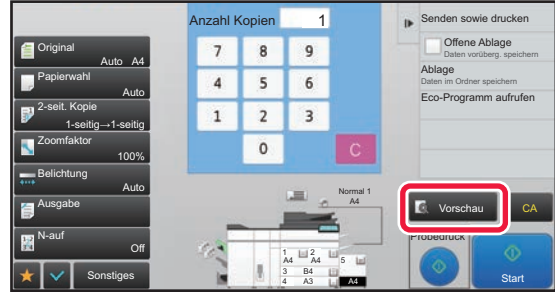 Original
Auto A4
Papierwahl
Auto
2-seit. Kopie
1-seitig→1-seitig
Zoomfaktor
100%
Belichtung
Auto
Ausgabe
N-auf
Off
Sonstiges
Anzahl Kopien 1
7 8 9
4 5 6
1 2 3
0 C
Normal 1
A4
1 2
A4 A4 5
3 B4
4 A3 A4
Senden sowie drucken
Offene Ablage
Daten vorüberg. speichern
Ablage
Daten im Ordner speichern
Eco-Programm aufrufen
Vorschau
CA
Probedruck
Start